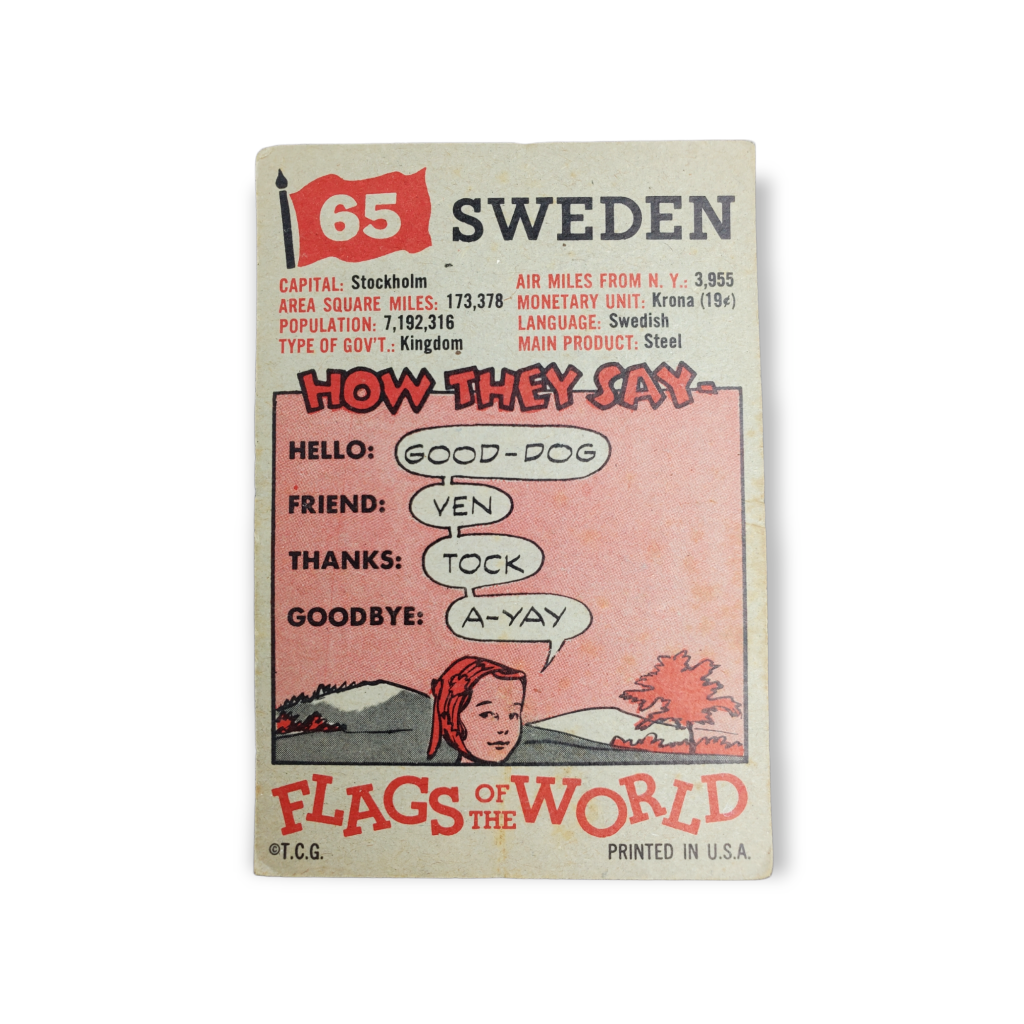 65 SWEDEN
CAPITAL: Stockholm
AREA SQUARE MILES: 173,378
POPULATION: 7,192,316
TYPE OF GOV'T.: Kingdom
AIR MILES FROM N. Y.: 3,955
MONETARY UNIT: Krona (19¢)
LANGUAGE: Swedish
MAIN PRODUCT: Steel
HOW THEY SAY-
HELLO: GOOD-DOG
FRIEND: VEN
THANKS: TOCK
GOODBYE: A-YAY
FLAGS OF THE WORLD
©T.C.G.
PRINTED IN U.S.A.